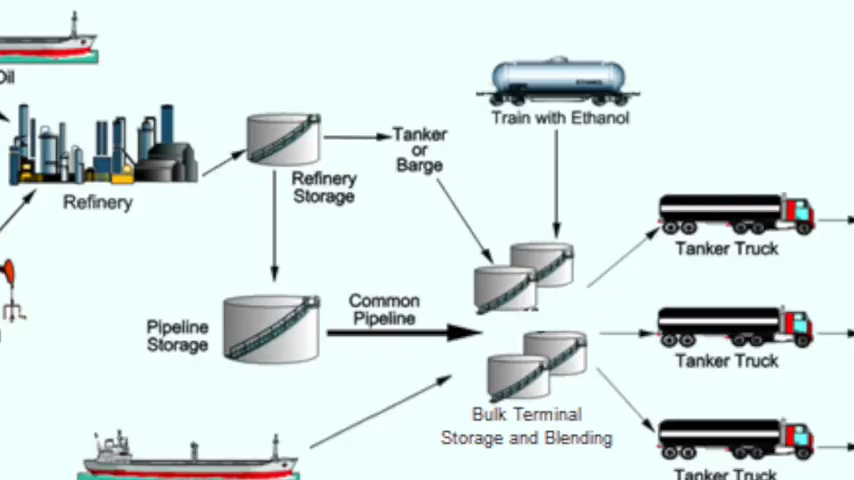 Oil
ETHANOL
Train with Ethanol
Tanker
or
Barge
Refinery
Refinery
Storage
Tanker Truck
Common
Pipeline
Pipeline
Storage
Tanker Truck
Bulk Terminal
Storage and Blending
Tanker Truck